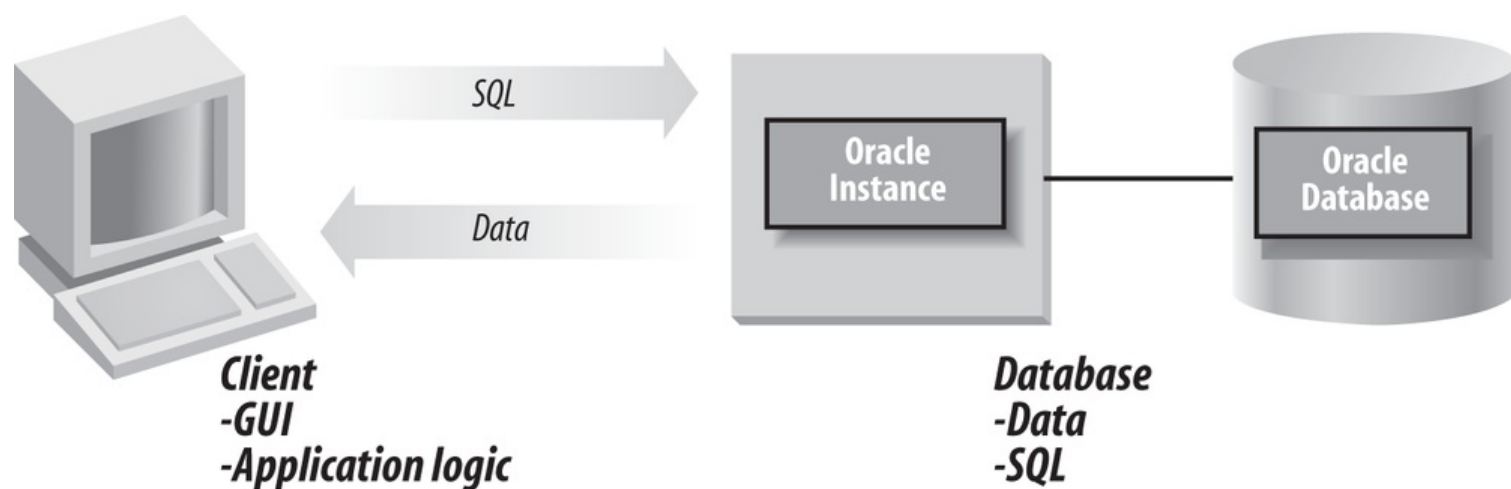 SQL
Data
Oracle
Instance
Oracle
Database
Client
-GUI
-Application logic
Database
-Data
-SQL